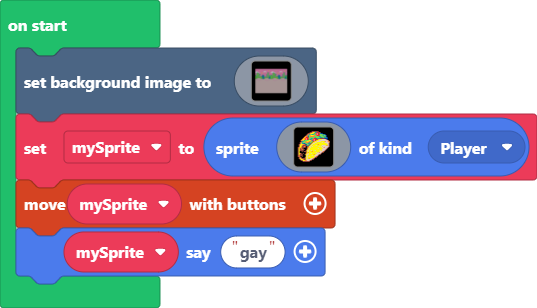 on start
set background image to
set mySprite to sprite of kind Player
move mySprite with buttons
mySprite say "gay"